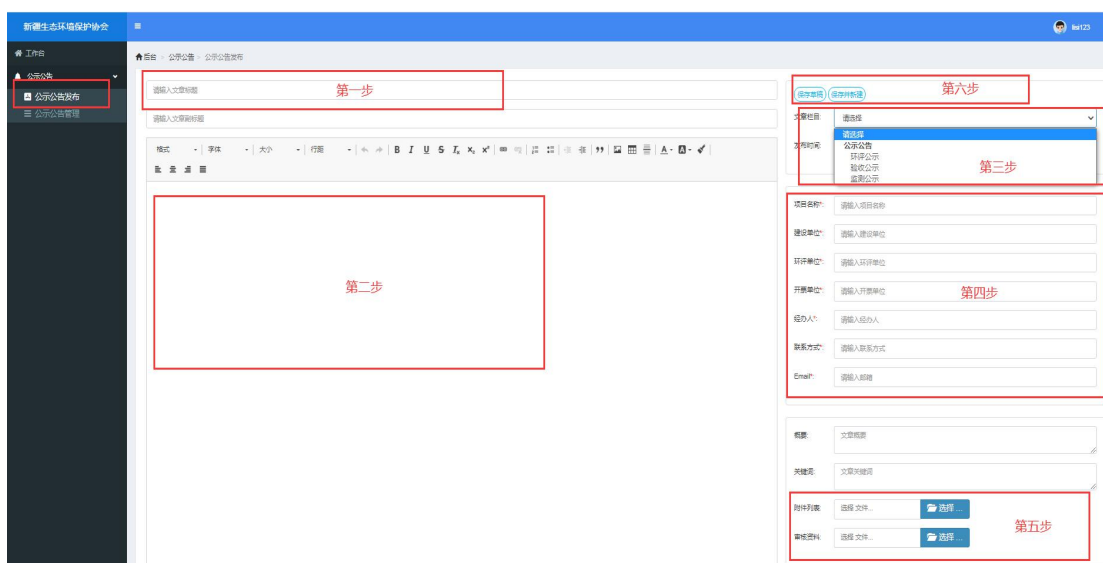 新疆生态环境保护协会
lml123
工作台
后台 公示公告 公示公告发布
公示公告
公示公告发布
公示公告管理
请输入文章标题
第一步
请输入文章副标题
格式 字体 大小 行距 B I U S Ix x₂ x² A A
第二步
保存草稿 保存并新建
第六步
文章栏目: 请选择
发布时间:
请选择
公示公告
环评公示
验收公示
监测公示
第三步
项目名称*: 请输入项目名称
建设单位*: 请输入建设单位
环评单位*: 请输入环评单位
开票单位*: 请输入开票单位
第四步
经办人*: 请输入经办人
联系方式*: 请输入联系方式
Email*: 请输入邮箱
概要: 文章概要
关键词: 文章关键词
附件列表: 选择 文件... 选择 ...
第五步
审核资料: 选择 文件... 选择 ...